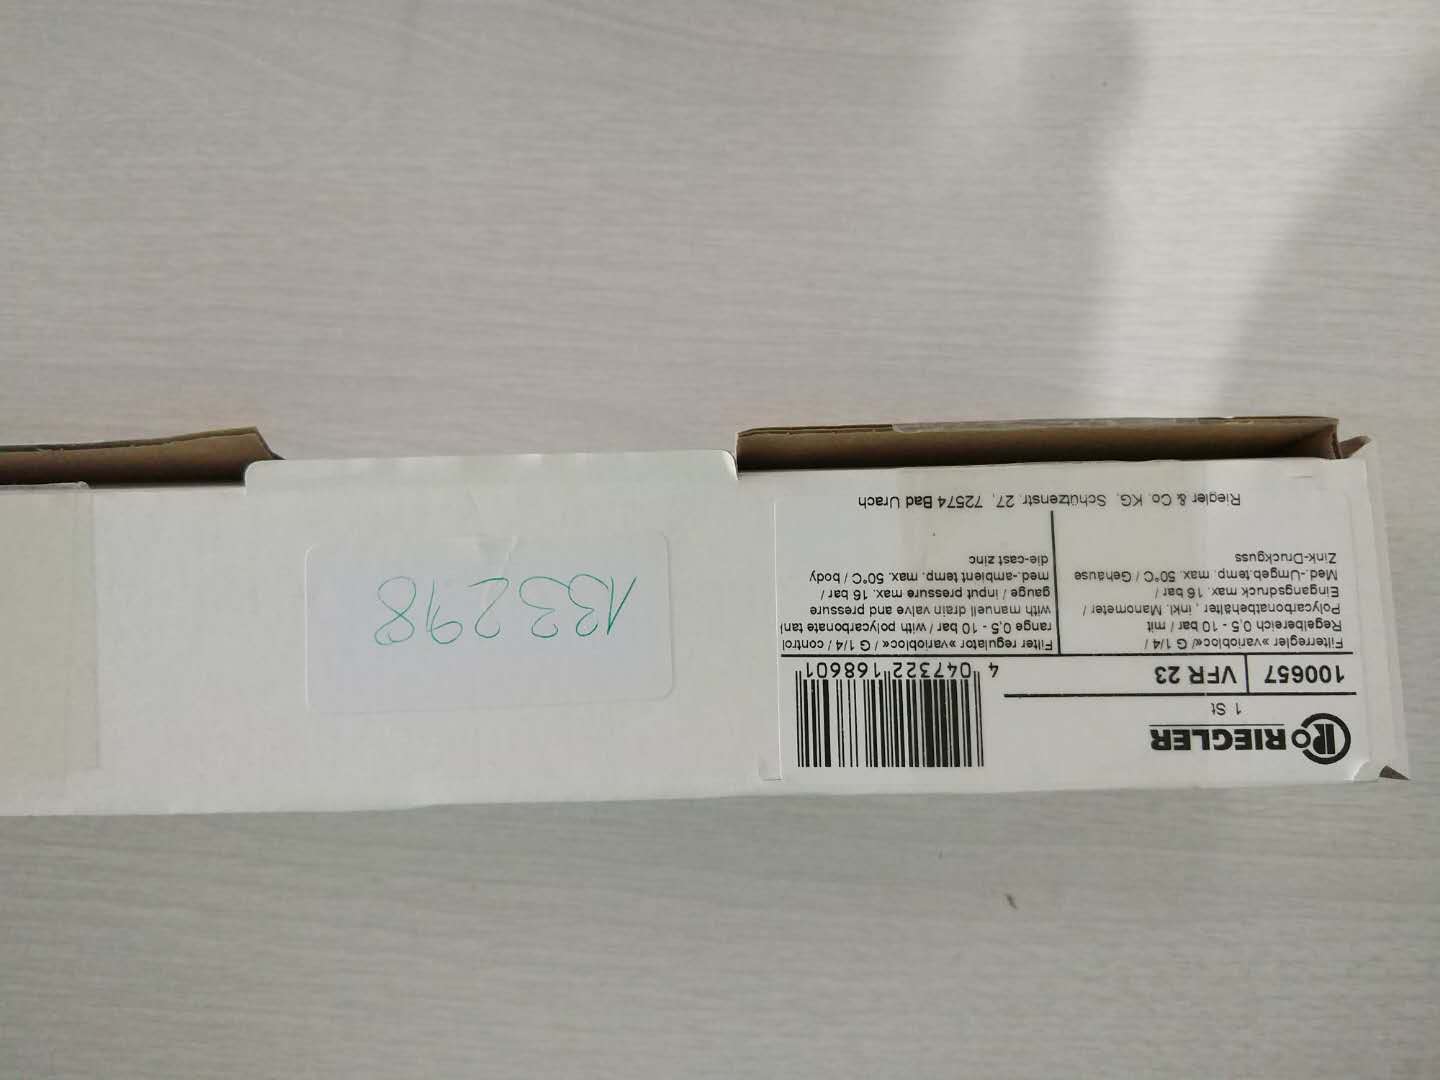 RIEGLER
1 St
100657 VFR 23
4 047322 168601
Filterregler »variobloc«/ G 1/4 /
Regelbereich 0,5 - 10 bar / mit
Polycarbonatbehälter , inkl. Manometer /
Eingangsdruck max. 16 bar /
Med.-Umgeb.temp. max. 50°C / Gehäuse
Zink-Druckguss
Filter regulator »variobloc« / G 1/4 / control
range 0,5 - 10 bar / with polycarbonate tank
with manuell drain valve and pressure
gauge / input pressure max. 16 bar /
med.-ambient temp. max. 50°C / body
die-cast zinc
Riegler & Co. KG, Schützenstr. 27, 72574 Bad Urach
133298